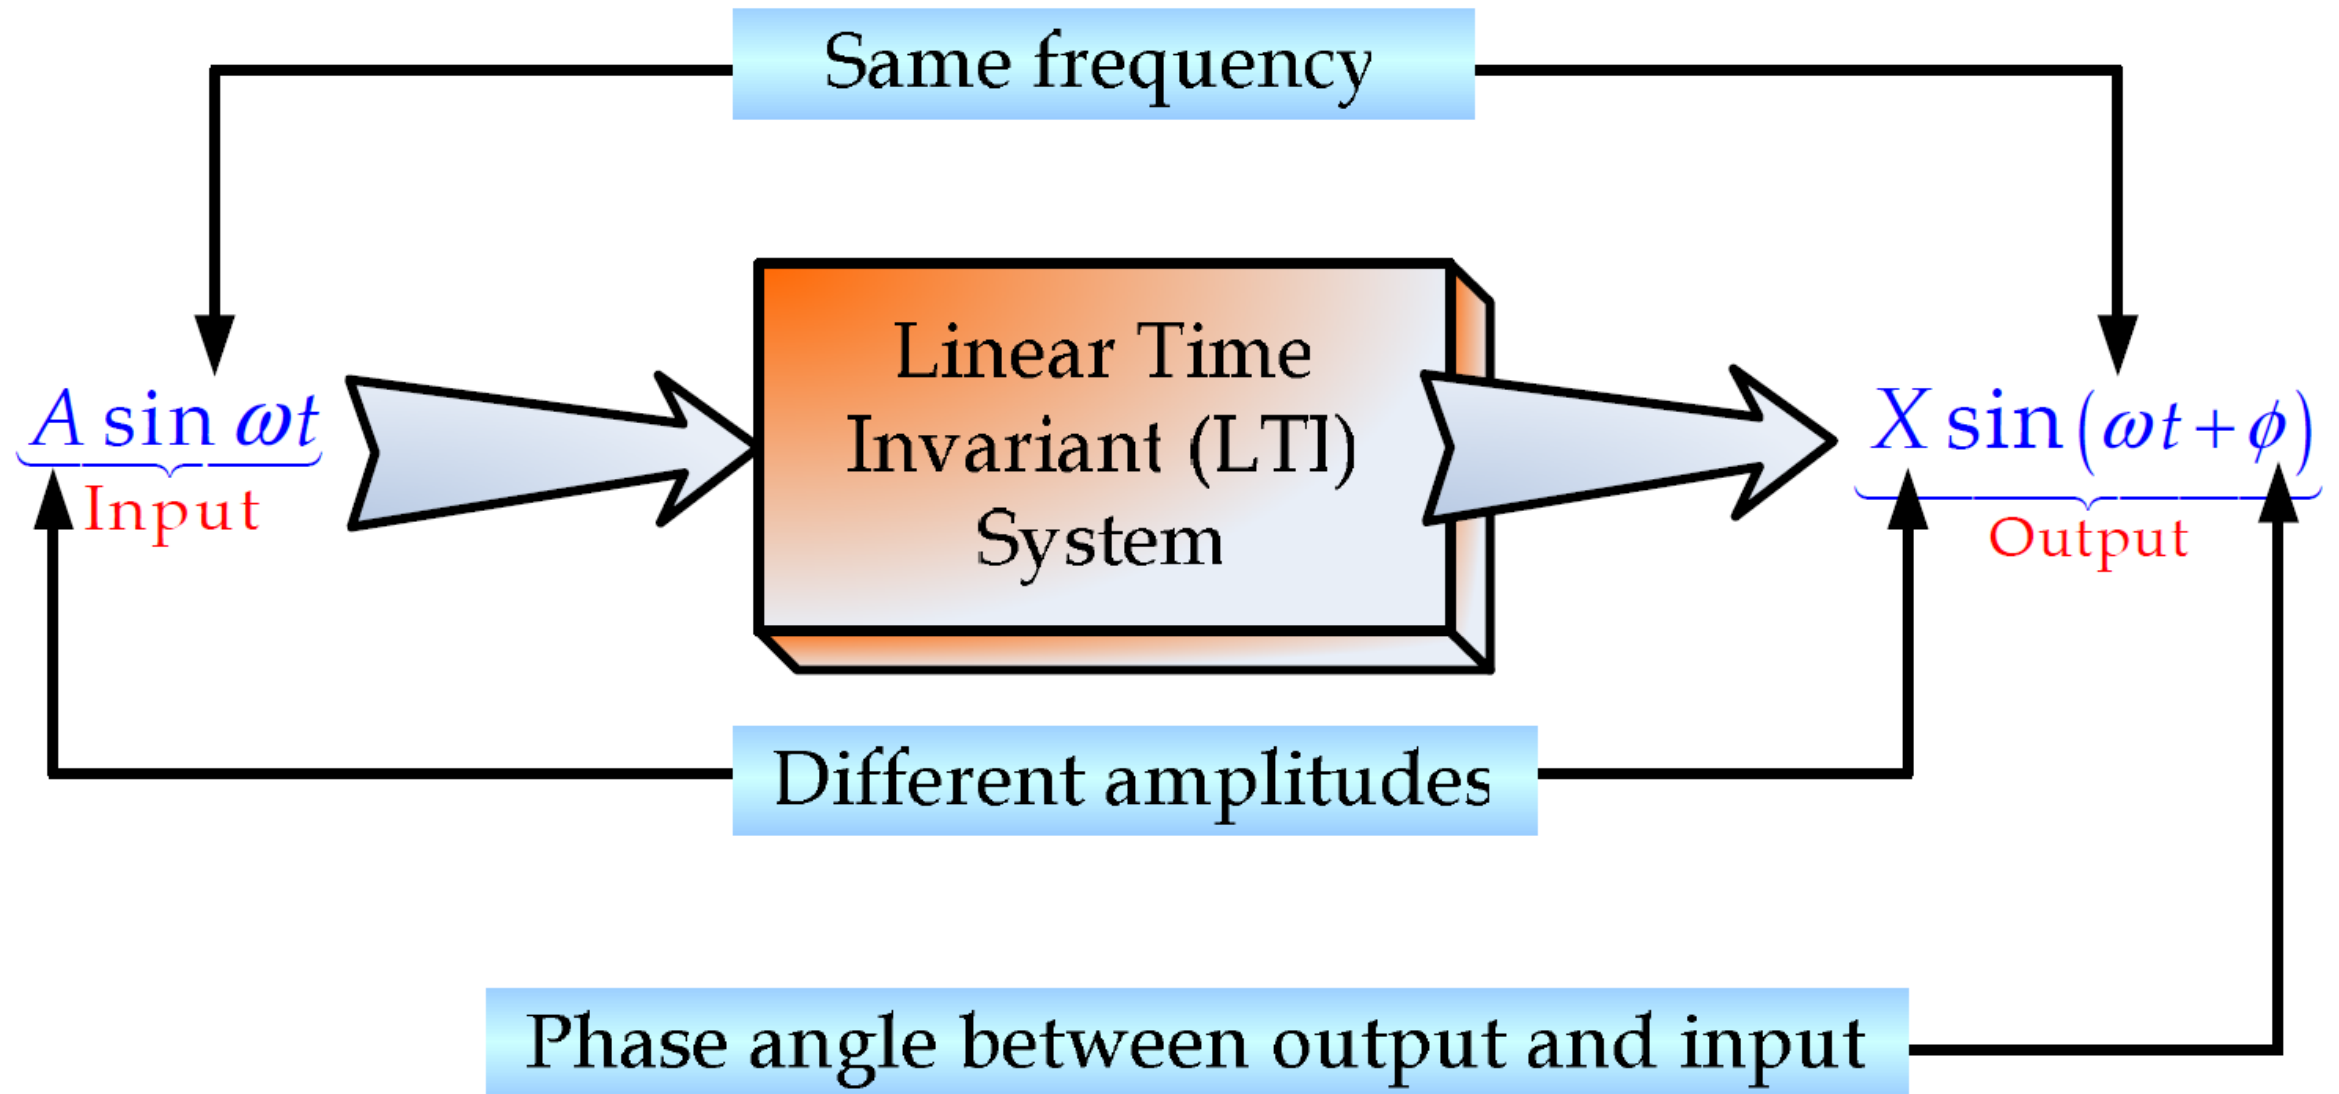 Same frequency
A sin ωt
Input
Linear Time
Invariant (LTI)
System
X sin(ωt+ϕ)
Output
Different amplitudes
Phase angle between output and input